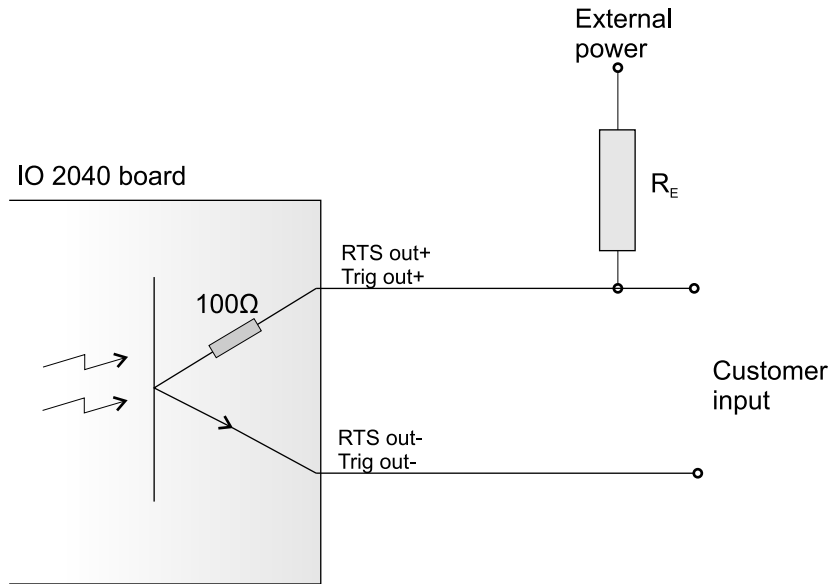 External
power
IO 2040 board
R_E
RTS out+
Trig out+
100Ω
Customer
input
RTS out-
Trig out-